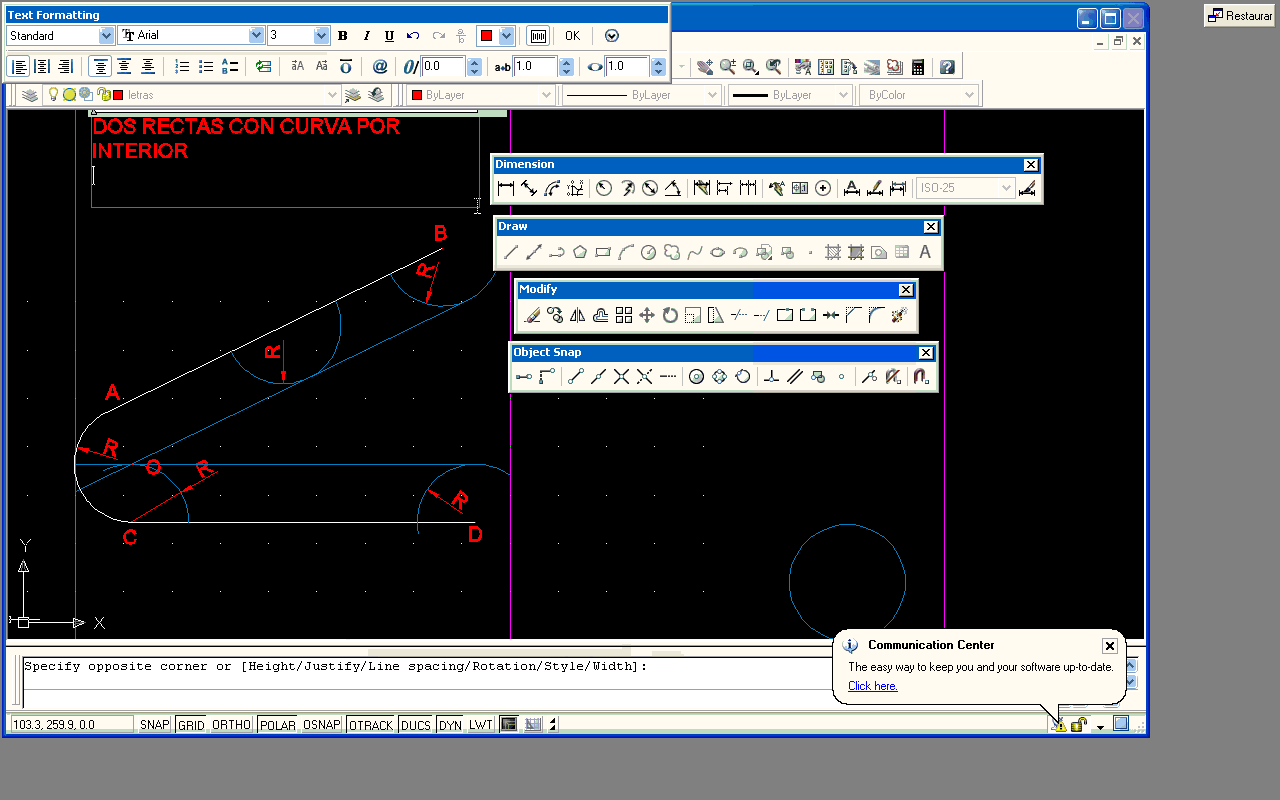 Text Formatting
Restaurar
Standard
Arial
3
B I U
OK
@ 0/ 0.0 a•b 1.0 1.0
letras
ByLayer
ByLayer
ByLayer
ByColor
DOS RECTAS CON CURVA POR
INTERIOR
Dimension
ISO-25
Draw
A
Modify
Object Snap
B
R
R
A
R
O
R
R
C
D
Y
X
Communication Center
The easy way to keep you and your software up-to-date.
Click here.
Specify opposite corner or [Height/Justify/Line spacing/Rotation/Style/Width]:
103.3, 259.9, 0.0 SNAP GRID ORTHO POLAR OSNAP OTRACK DUCS DYN LWT